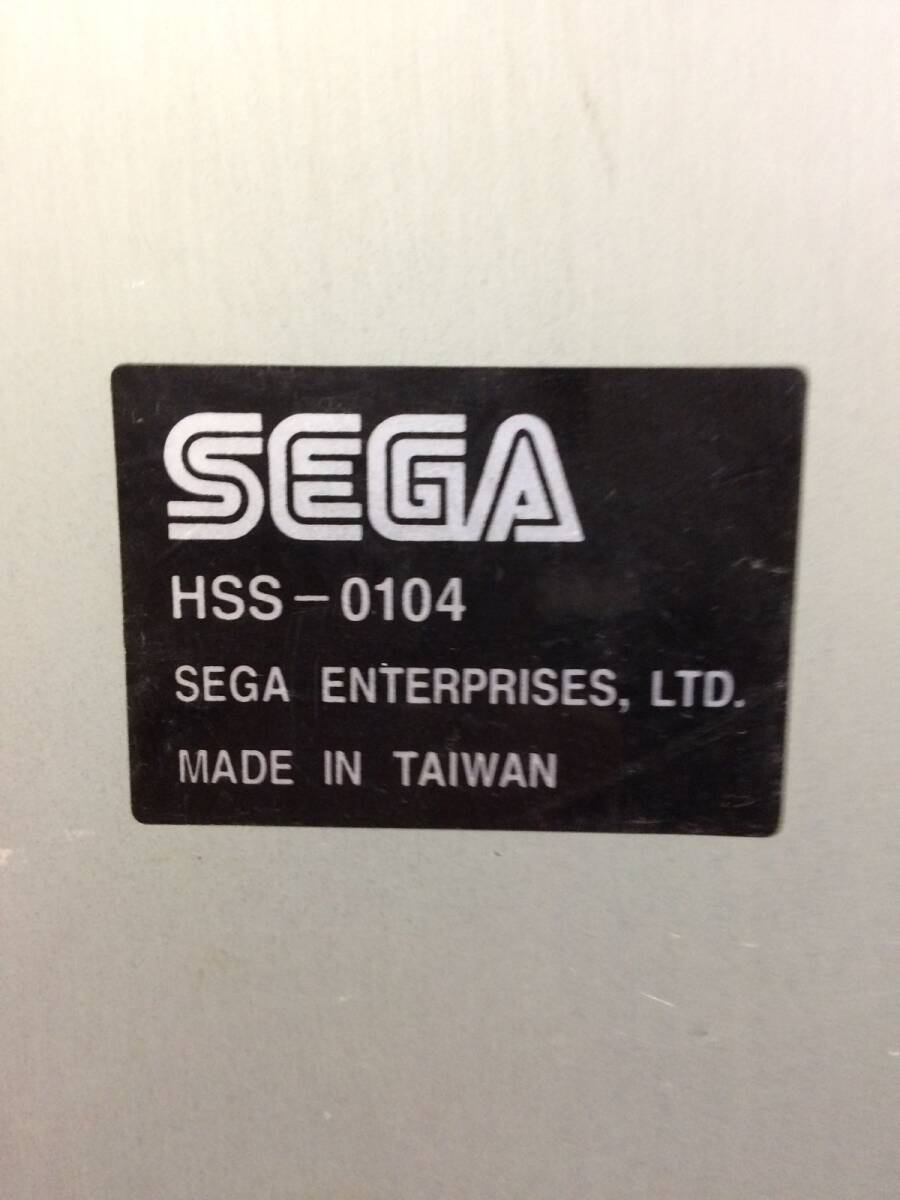 SEGA
HSS-0104
SEGA ENTERPRISES, LTD.
MADE IN TAIWAN